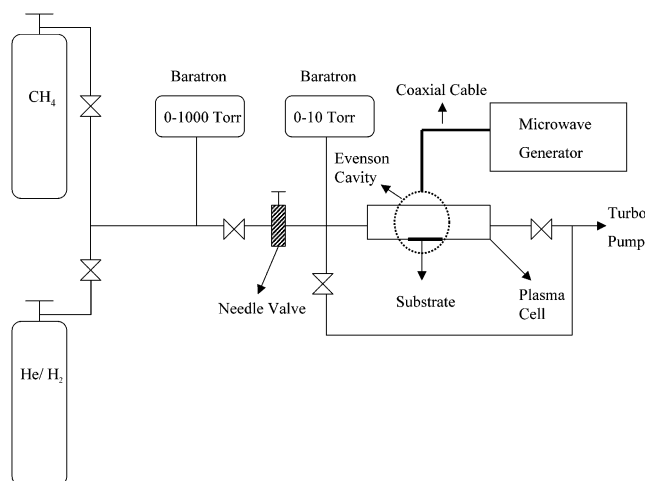 Baratron
Baratron
Coaxial Cable
CH4
0-1000 Torr
0-10 Torr
Microwave
Generator
Evenson
Cavity
Turbo
Pump
Substrate
Plasma
Cell
Needle Valve
He/ H2